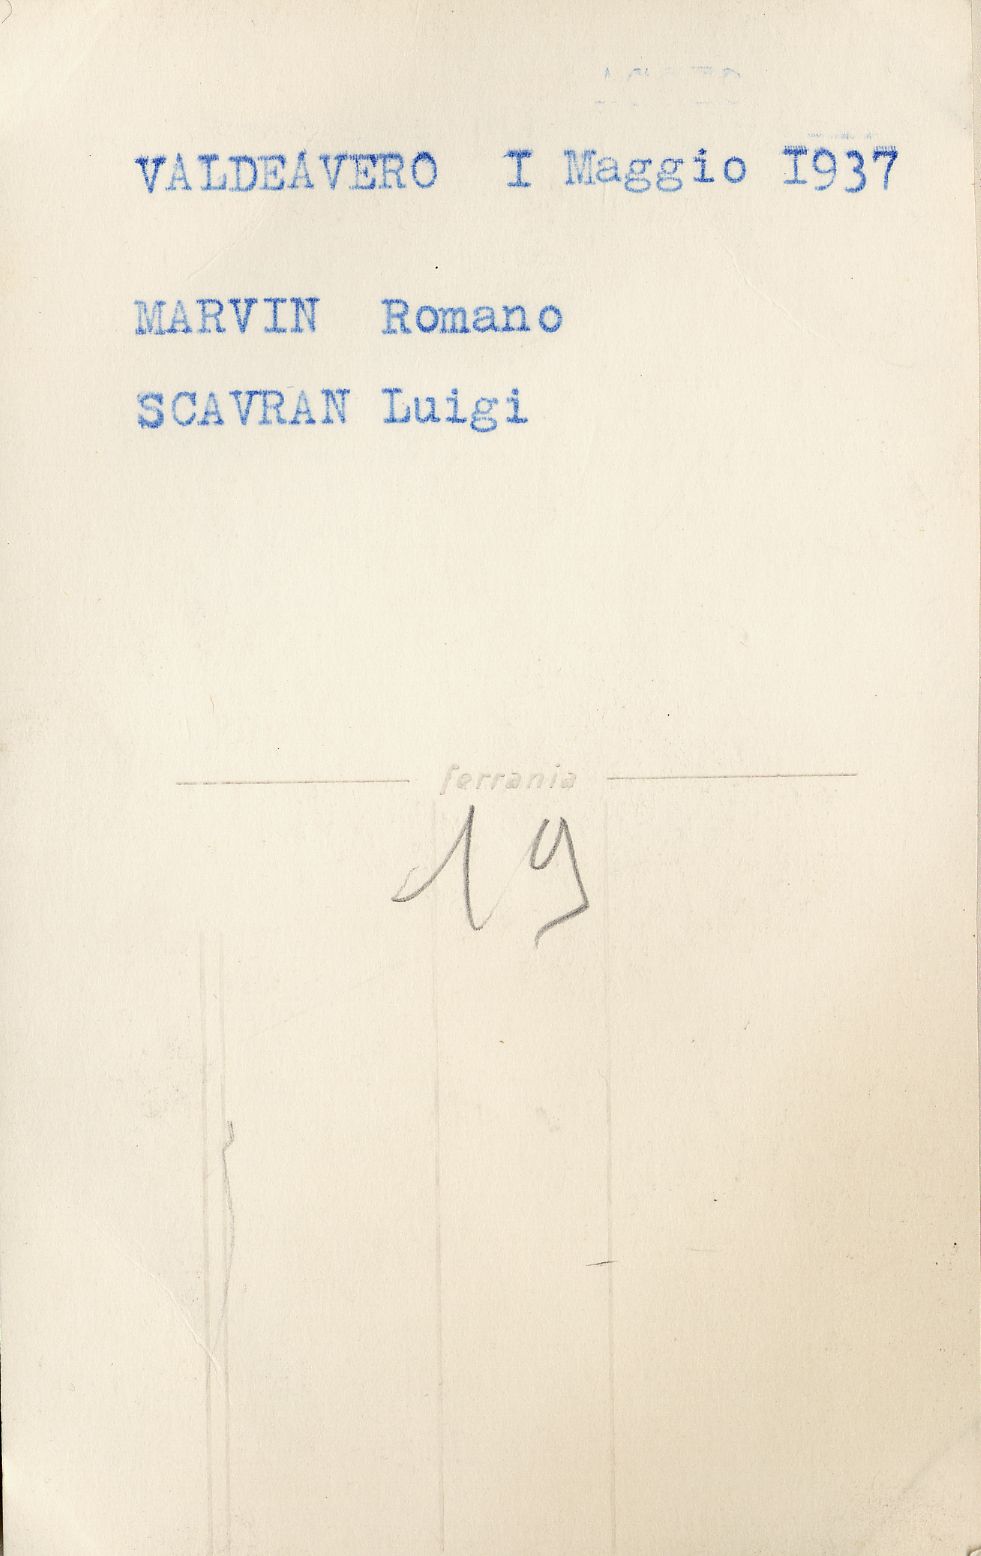 VALDEAVERO I Maggio I937
MARVIN Romano
SCAVRAN Luigi
ferrania
19